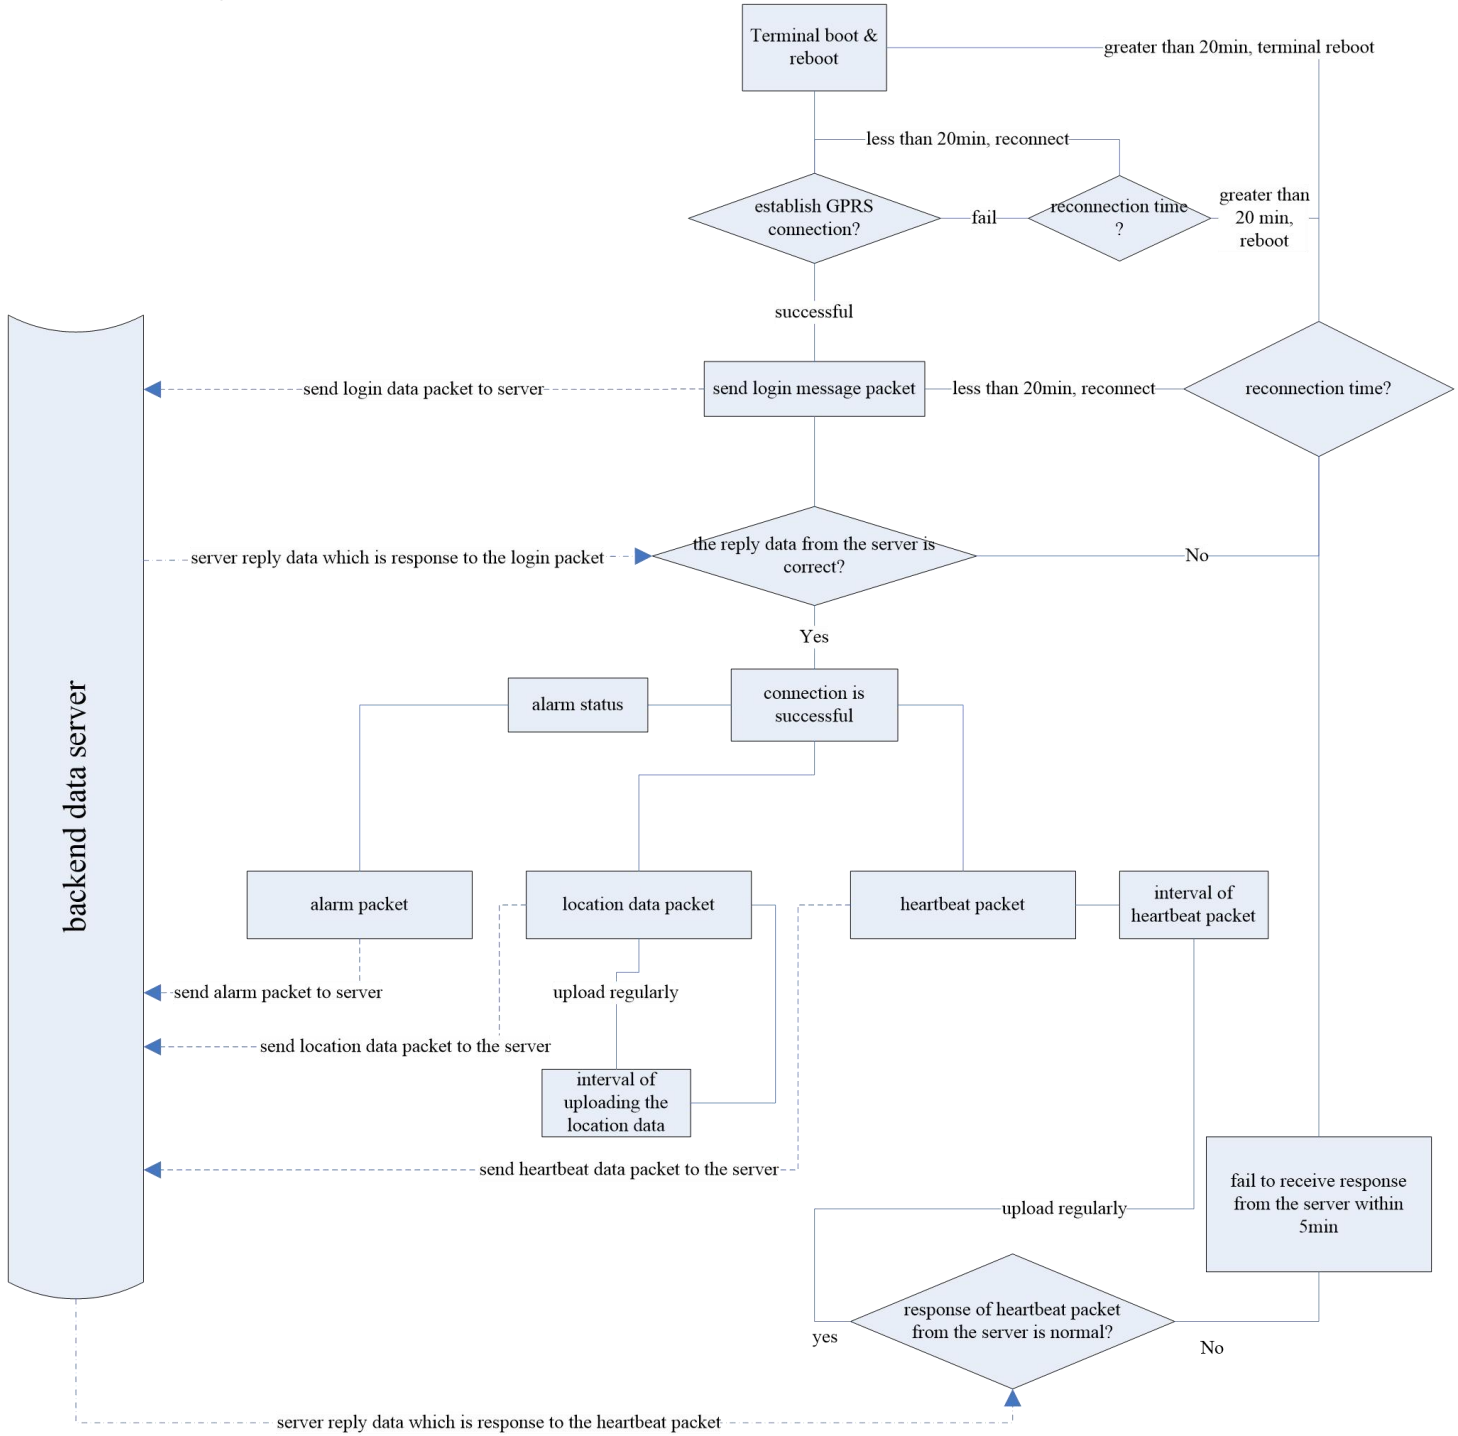 Terminal boot &
reboot
greater than 20min, terminal reboot
less than 20min, reconnect
establish GPRS
connection?
fail
reconnection time
?
greater than
20 min,
reboot
successful
send login data packet to server
send login message packet
less than 20min, reconnect
reconnection time?
server reply data which is response to the login packet
the reply data from the server is
correct?
No
Yes
alarm status
connection is
successful
backend data server
alarm packet
location data packet
heartbeat packet
interval of
heartbeat packet
send alarm packet to server
upload regularly
send location data packet to the server
interval of
uploading the
location data
send heartbeat data packet to the server
fail to receive response
from the server within
5min
upload regularly
response of heartbeat packet
from the server is normal?
yes
No
server reply data which is response to the heartbeat packet